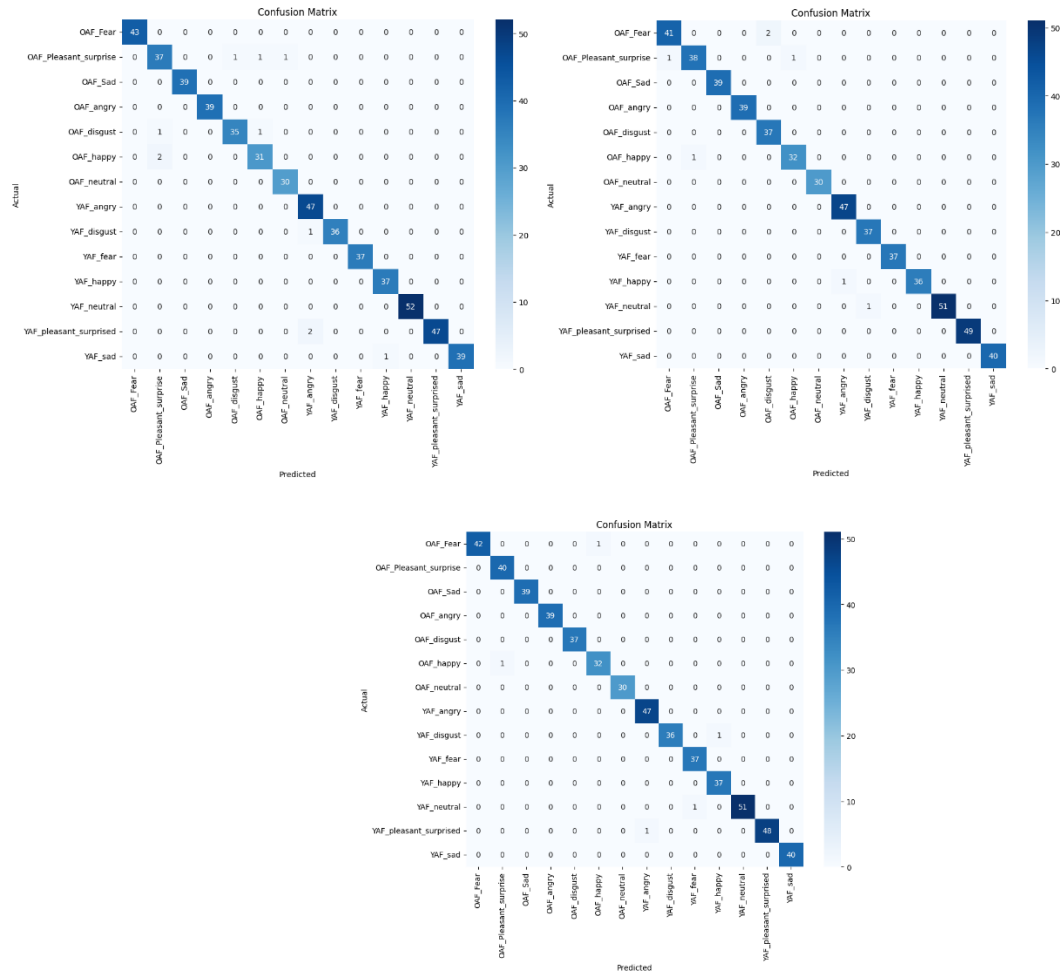 Confusion Matrix
OAF_Fear 43 0 0 0 0 0 0 0 0 0 0 0 0 0
OAF_Pleasant_surprise 0 37 0 0 1 1 1 0 0 0 0 0 0 0
OAF_Sad 0 0 39 0 0 0 0 0 0 0 0 0 0 0
OAF_angry 0 0 0 39 0 0 0 0 0 0 0 0 0 0
OAF_disgust 0 1 0 0 35 1 0 0 0 0 0 0 0 0
OAF_happy 0 2 0 0 0 31 0 0 0 0 0 0 0 0
OAF_neutral 0 0 0 0 0 0 30 0 0 0 0 0 0 0
YAF_angry 0 0 0 0 0 0 0 47 0 0 0 0 0 0
YAF_disgust 0 0 0 0 0 0 0 1 36 0 0 0 0 0
YAF_fear 0 0 0 0 0 0 0 0 0 37 0 0 0 0
YAF_happy 0 0 0 0 0 0 0 0 0 0 37 0 0 0
YAF_neutral 0 0 0 0 0 0 0 0 0 0 0 52 0 0
YAF_pleasant_surprised 0 0 0 0 0 0 0 2 0 0 0 0 47 0
YAF_sad 0 0 0 0 0 0 0 0 0 0 1 0 0 39
Actual
OAF_Fear
OAF_Pleasant_surprise
OAF_Sad
OAF_angry
OAF_disgust
OAF_happy
OAF_neutral
YAF_angry
YAF_disgust
YAF_fear
YAF_happy
YAF_neutral
YAF_pleasant_surprised
YAF_sad
Predicted
50
40
30
20
10
0
Confusion Matrix
OAF_Fear 41 0 0 0 2 0 0 0 0 0 0 0 0 0
OAF_Pleasant_surprise 1 38 0 0 0 1 0 0 0 0 0 0 0 0
OAF_Sad 0 0 39 0 0 0 0 0 0 0 0 0 0 0
OAF_angry 0 0 0 39 0 0 0 0 0 0 0 0 0 0
OAF_disgust 0 0 0 0 37 0 0 0 0 0 0 0 0 0
OAF_happy 0 1 0 0 0 32 0 0 0 0 0 0 0 0
OAF_neutral 0 0 0 0 0 0 30 0 0 0 0 0 0 0
YAF_angry 0 0 0 0 0 0 0 47 0 0 0 0 0 0
YAF_disgust 0 0 0 0 0 0 0 0 37 0 0 0 0 0
YAF_fear 0 0 0 0 0 0 0 0 0 37 0 0 0 0
YAF_happy 0 0 0 0 0 0 0 1 0 0 36 0 0 0
YAF_neutral 0 0 0 0 0 0 0 0 1 0 0 51 0 0
YAF_pleasant_surprised 0 0 0 0 0 0 0 0 0 0 0 0 49 0
YAF_sad 0 0 0 0 0 0 0 0 0 0 0 0 0 40
Actual
OAF_Fear
OAF_Pleasant_surprise
OAF_Sad
OAF_angry
OAF_disgust
OAF_happy
OAF_neutral
YAF_angry
YAF_disgust
YAF_fear
YAF_happy
YAF_neutral
YAF_pleasant_surprised
YAF_sad
Predicted
50
40
30
20
10
0
Confusion Matrix
OAF_Fear 42 0 0 0 0 1 0 0 0 0 0 0 0 0
OAF_Pleasant_surprise 0 40 0 0 0 0 0 0 0 0 0 0 0 0
OAF_Sad 0 0 39 0 0 0 0 0 0 0 0 0 0 0
OAF_angry 0 0 0 39 0 0 0 0 0 0 0 0 0 0
OAF_disgust 0 0 0 0 37 0 0 0 0 0 0 0 0 0
OAF_happy 0 1 0 0 0 32 0 0 0 0 0 0 0 0
OAF_neutral 0 0 0 0 0 0 30 0 0 0 0 0 0 0
YAF_angry 0 0 0 0 0 0 0 47 0 0 0 0 0 0
YAF_disgust 0 0 0 0 0 0 0 0 36 0 1 0 0 0
YAF_fear 0 0 0 0 0 0 0 0 0 37 0 0 0 0
YAF_happy 0 0 0 0 0 0 0 0 0 0 37 0 0 0
YAF_neutral 0 0 0 0 0 0 0 0 0 1 0 51 0 0
YAF_pleasant_surprised 0 0 0 0 0 0 0 1 0 0 0 0 48 0
YAF_sad 0 0 0 0 0 0 0 0 0 0 0 0 0 40
Actual
OAF_Fear
OAF_Pleasant_surprise
OAF_Sad
OAF_angry
OAF_disgust
OAF_happy
OAF_neutral
YAF_angry
YAF_disgust
YAF_fear
YAF_happy
YAF_neutral
YAF_pleasant_surprised
YAF_sad
Predicted
50
40
30
20
10
0